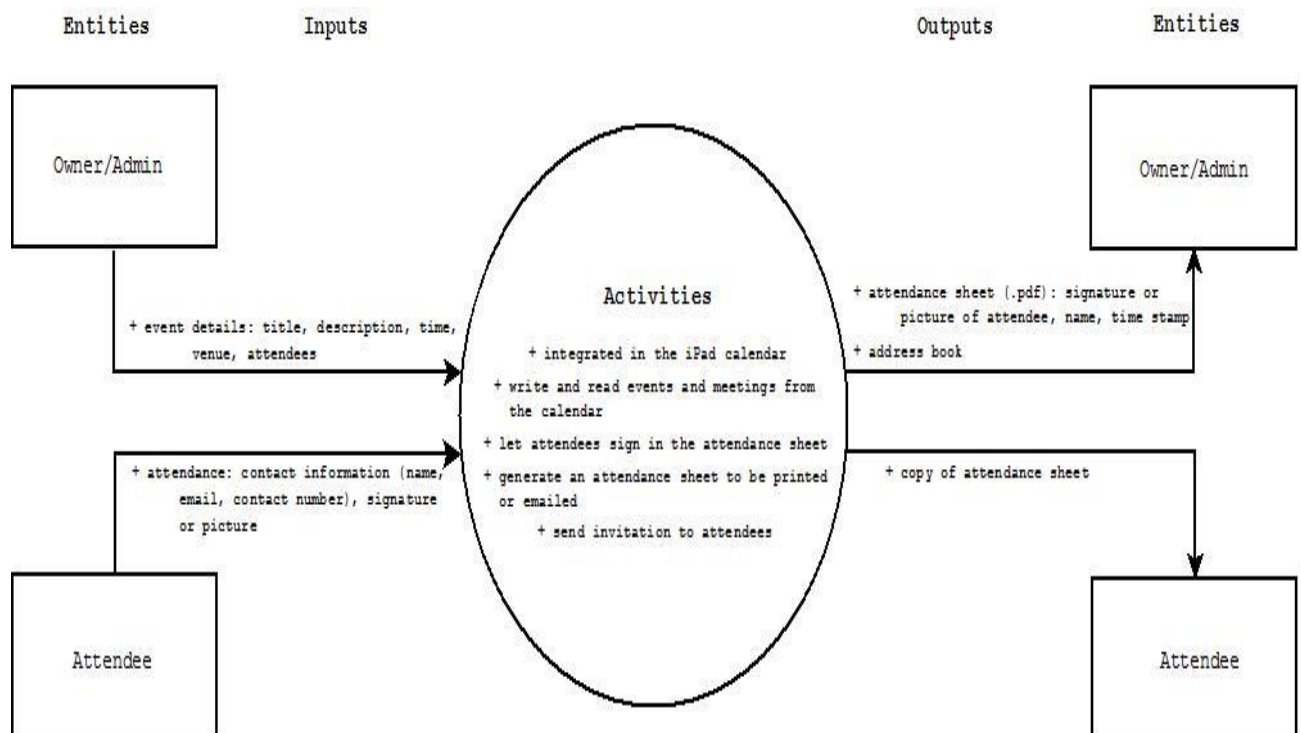 Entities
Inputs
Outputs
Entities
Owner/Admin
+ event details: title, description, time,
venue, attendees
+ attendance: contact information (name,
email, contact number), signature
or picture
Attendee
Activities
+ integrated in the iPad calendar
+ write and read events and meetings from
the calendar
+ let attendees sign in the attendance sheet
+ generate an attendance sheet to be printed
or emailed
+ send invitation to attendees
Owner/Admin
+ attendance sheet (.pdf): signature or
picture of attendee, name, time stamp
+ address book
+ copy of attendance sheet
Attendee